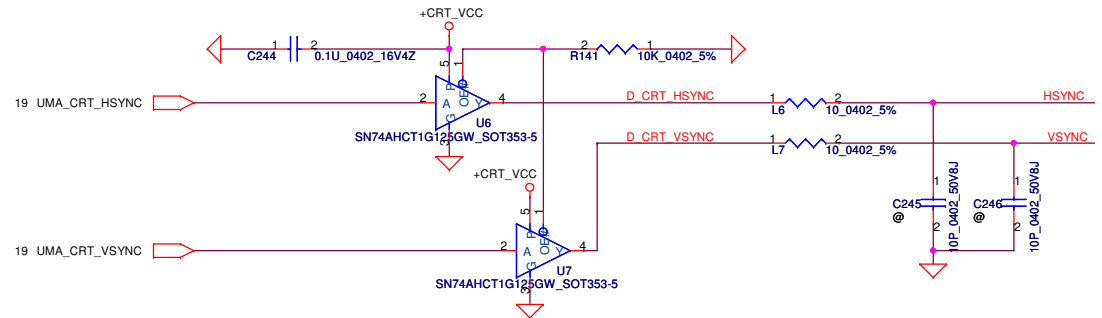 +CRT_VCC
1 2
C244 0.1U_0402_16V4Z
5 1
2 1
R141 10K_0402_5%
19 UMA_CRT_HSYNC
2 A P OE# Y G 4
3
U6
SN74AHCT1G125GW_SOT353-5
D_CRT_HSYNC
1 2
L6 10_0402_5%
HSYNC
D_CRT_VSYNC
1 2
L7 10_0402_5%
VSYNC
+CRT_VCC
5 1
19 UMA_CRT_VSYNC
2 A P OE# Y G 4
3
U7
SN74AHCT1G125GW_SOT353-5
1
C245
@
2
10P_0402_50V8J
1
C246
@
2
10P_0402_50V8J